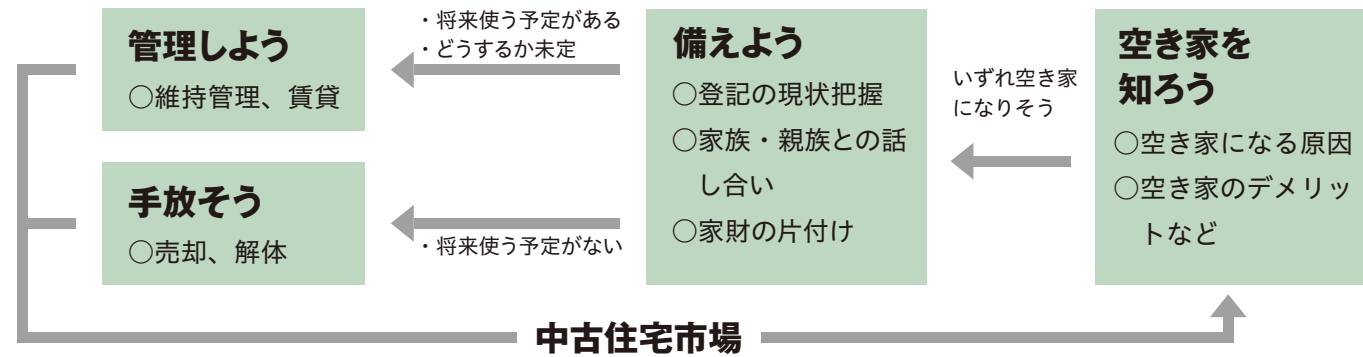 空き家を
知ろう
○空き家になる原因
○空き家のデメリッ
トなど
いずれ空き家
になりそう
備えよう
○登記の現状把握
○家族・親族との話
し合い
○家財の片付け
・将来使う予定がある
・どうするか未定
管理しよう
○維持管理、賃貸
・将来使う予定がない
手放そう
○売却、解体
中古住宅市場